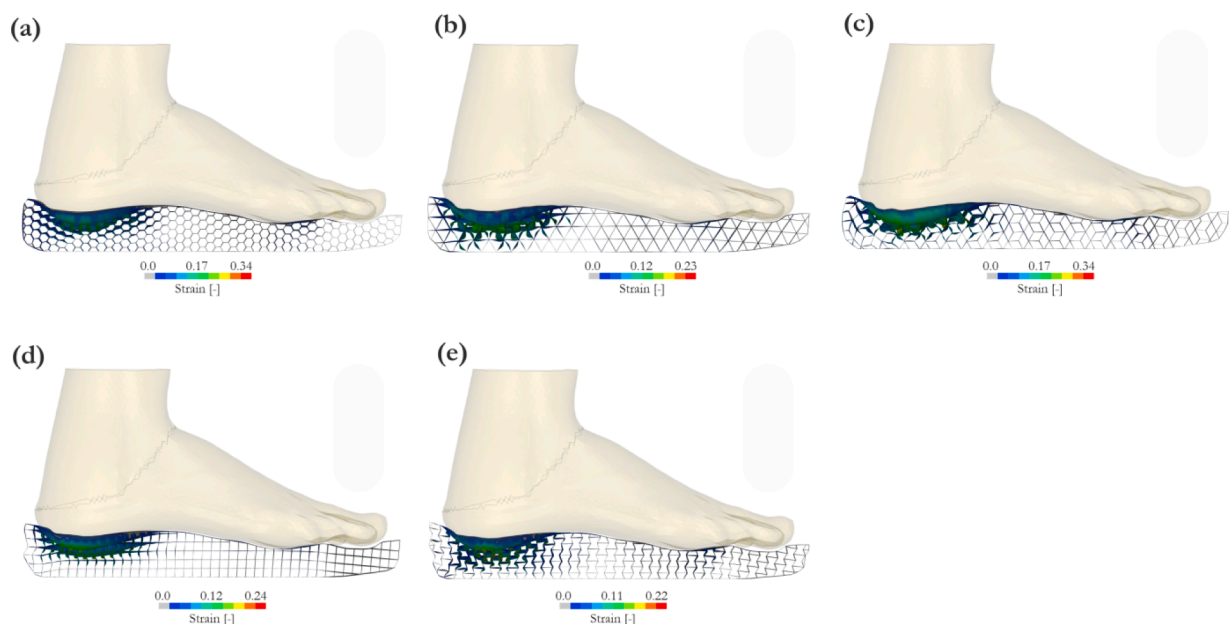 (a)
(b)
(c)
0.0 0.17 0.34
Strain [-]
0.0 0.12 0.23
Strain [-]
0.0 0.17 0.34
Strain [-]
(d)
(e)
0.0 0.12 0.24
Strain [-]
0.0 0.11 0.22
Strain [-]